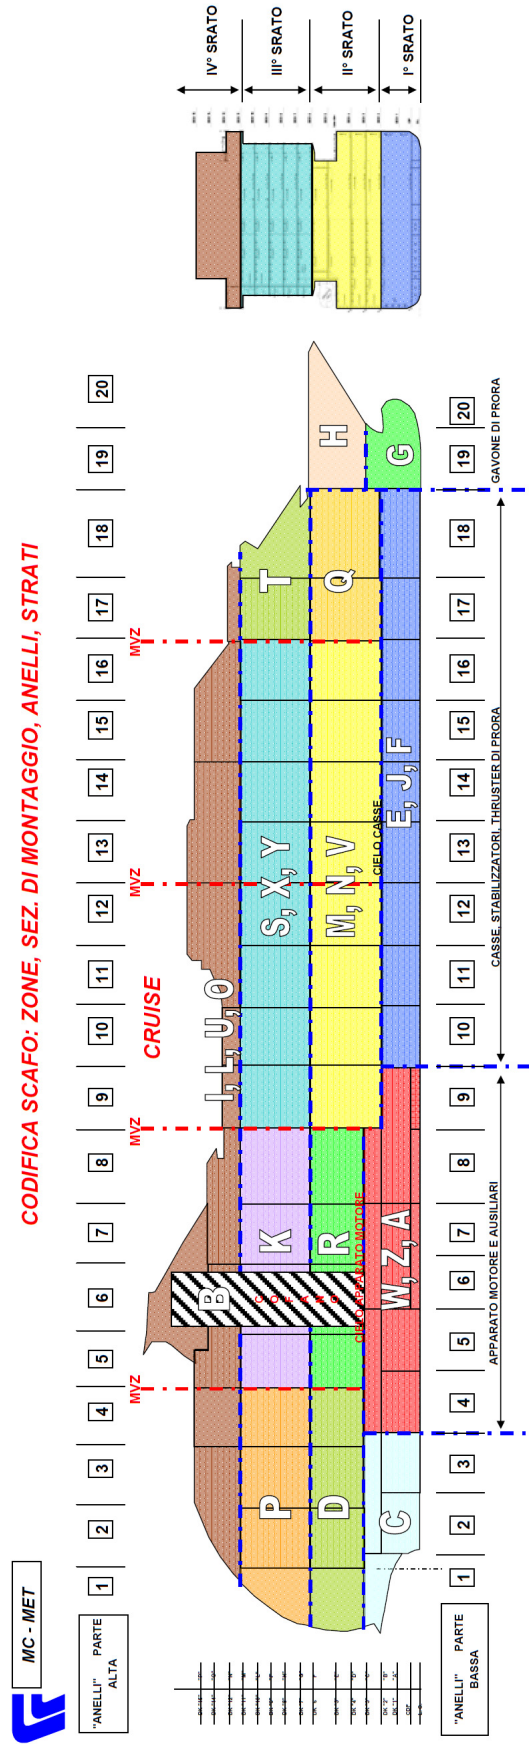 CODIFICA SCAFO: ZONE, SEZ. DI MONTAGGIO, ANELLI, STRATI
MC - MET
"ANELLI" PARTE
ALTA
1 2 3 4 5 6 7 8 9 10 11 12 13 14 15 16 17 18 19 20
CRUISE
MVZ MVZ MVZ MVZ
IV° SRATO
III° SRATO
II° SRATO
I° SRATO
B
I, L, U, O
P
K
S, X, Y
T
COFANO
D
R
M, N, V
Q
H
CIELO APPARATO MOTORE
CIELO CASSE
C
W, Z, A
E, J, F
G
"ANELLI" PARTE
BASSA
1 2 3 4 5 6 7 8 9 10 11 12 13 14 15 16 17 18 19 20
APPARATO MOTORE E AUSILIARI
CASSE, STABILIZZATORI, THRUSTER DI PRORA
GAVONE DI PRORA